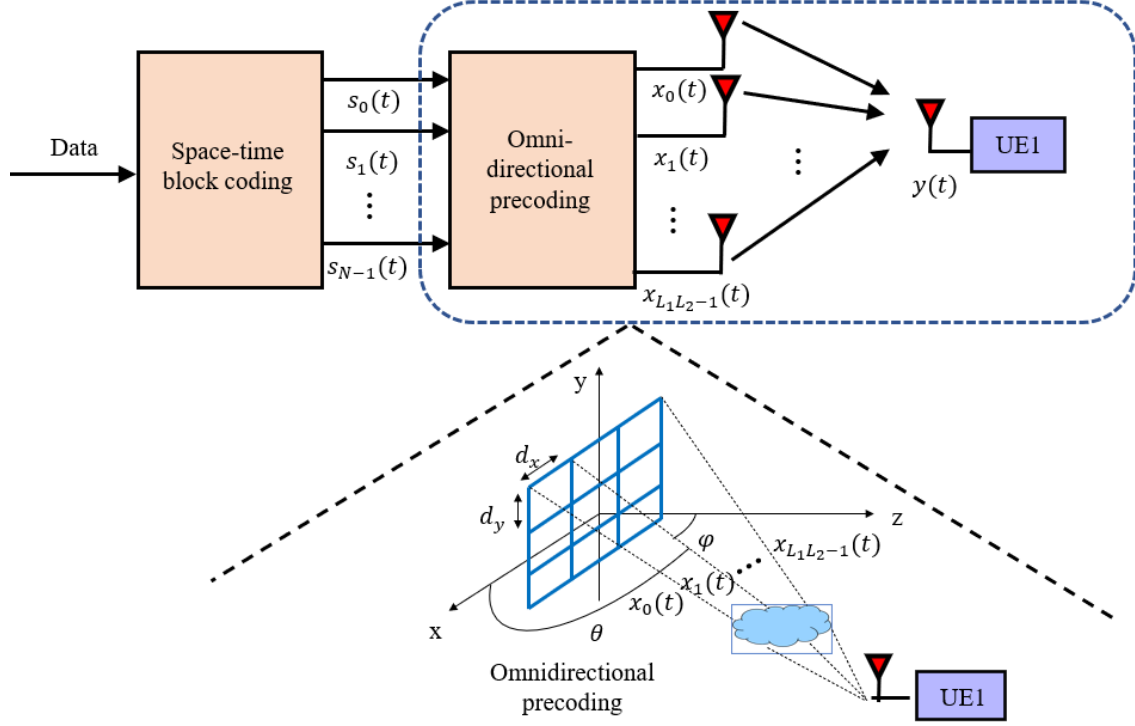 Data
Space-time
block coding
s_0(t)
s_1(t)
⋮
s_{N-1}(t)
Omni-
directional
precoding
x_0(t)
x_1(t)
⋮
x_{L_1L_2-1}(t)
⋮
y(t)
UE1
y
d_x
d_y
z
φ
x_{L_1L_2-1}(t)
x_1(t)
x_0(t)
x
θ
Omnidirectional
precoding
UE1